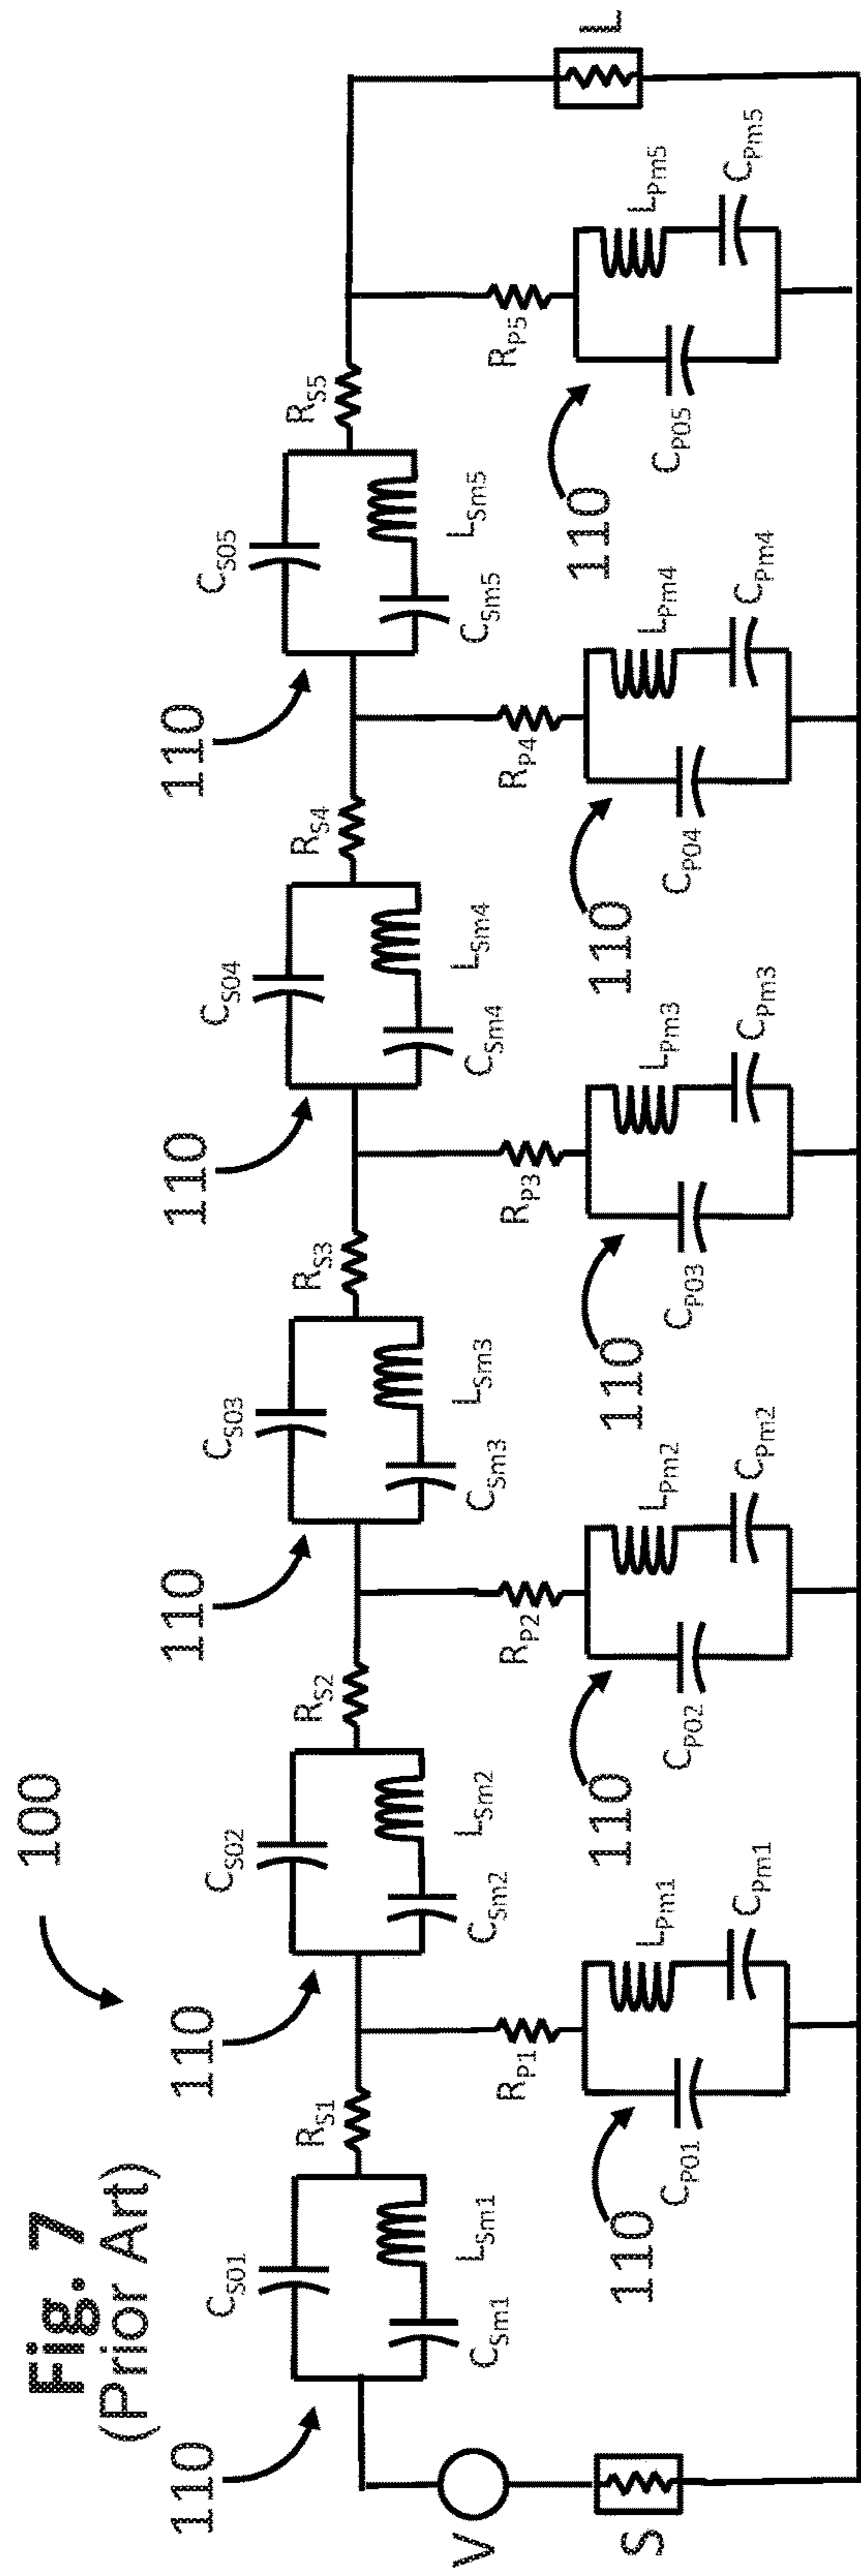 Fig. 7
(Prior Art)
100
110
110
110
110
110
C_S01
C_S02
C_S03
C_S04
C_S05
R_S1
R_S2
R_S3
R_S4
R_S5
C_Sm1
L_Sm1
C_Sm2
L_Sm2
C_Sm3
L_Sm3
C_Sm4
L_Sm4
C_Sm5
L_Sm5
V
S
R_P1
R_P2
R_P3
R_P4
R_P5
L
110
110
110
110
110
C_P01
L_Pm1
C_Pm1
C_P02
L_Pm2
C_Pm2
C_P03
L_Pm3
C_Pm3
C_P04
L_Pm4
C_Pm4
C_P05
L_Pm5
C_Pm5